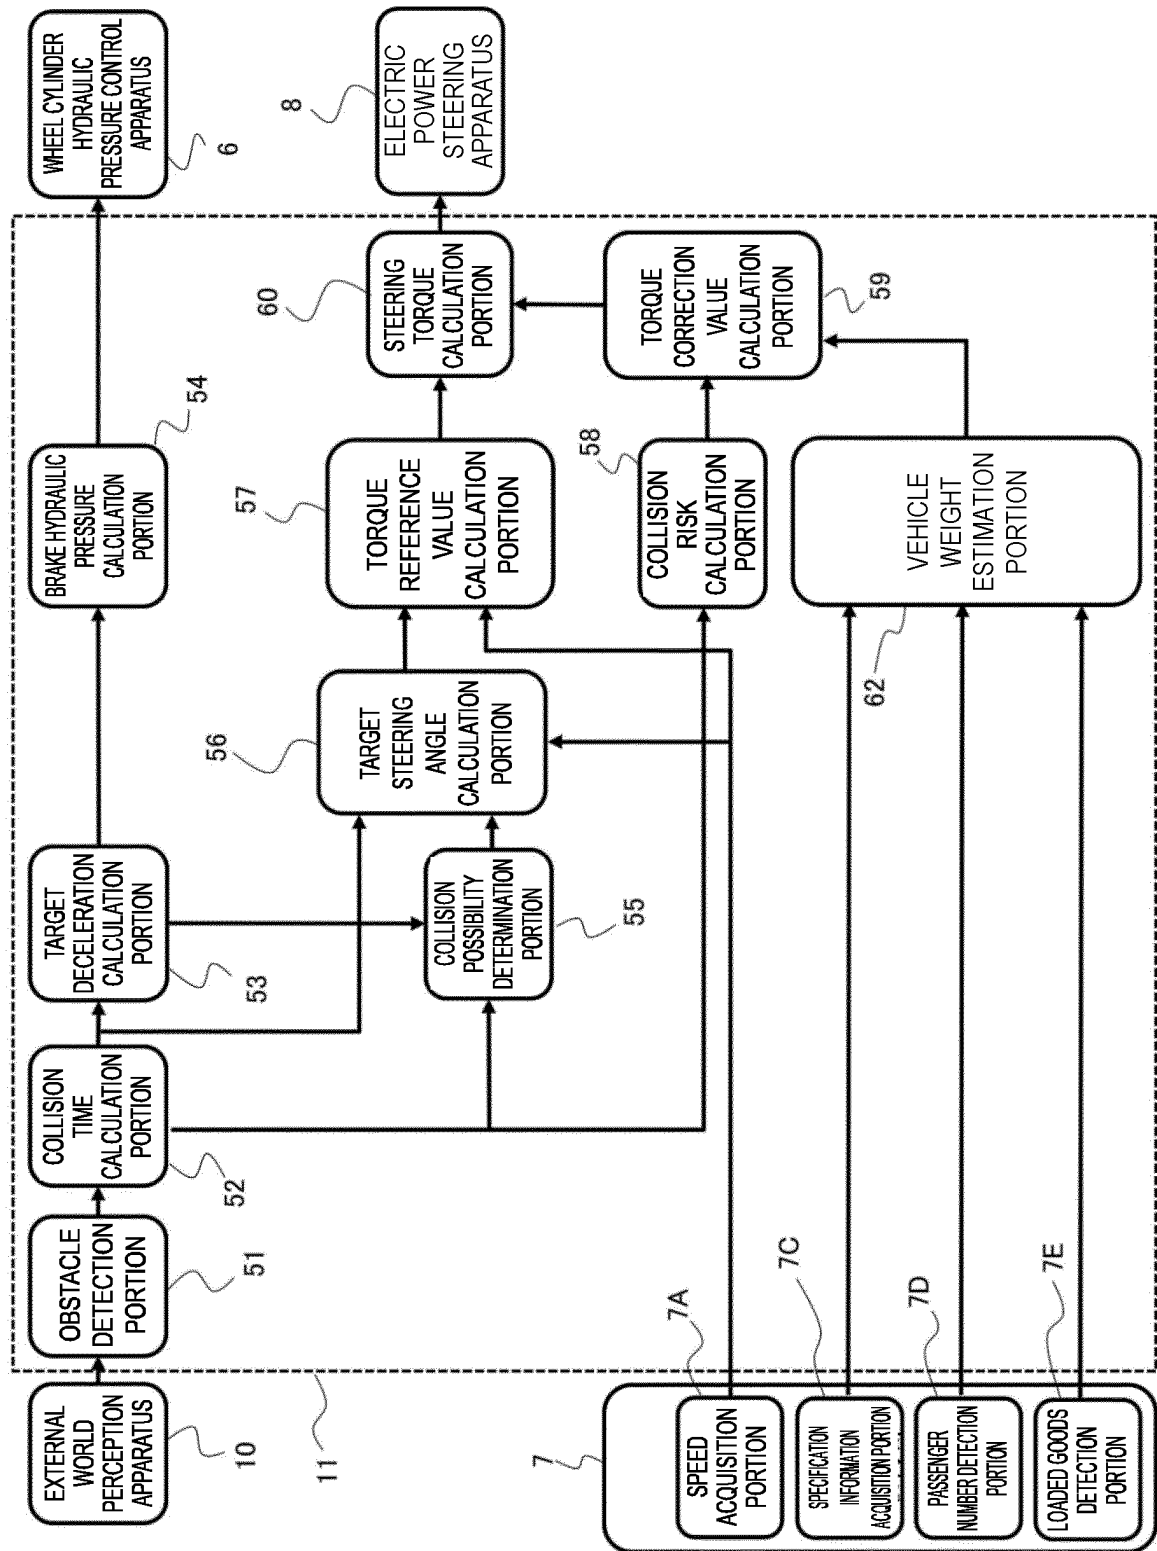 EXTERNAL
WORLD
PERCEPTION
APPARATUS
10
OBSTACLE
DETECTION
PORTION
51
COLLISION
TIME
CALCULATION
PORTION
52
TARGET
DECELERATION
CALCULATION
PORTION
53
BRAKE HYDRAULIC
PRESSURE
CALCULATION
PORTION
54
WHEEL CYLINDER
HYDRAULIC
PRESSURE CONTROL
APPARATUS
6
11
COLLISION
POSSIBILITY
DETERMINATION
PORTION
55
TARGET
STEERING
ANGLE
CALCULATION
PORTION
56
TORQUE
REFERENCE
VALUE
CALCULATION
PORTION
57
STEERING
TORQUE
CALCULATION
PORTION
60
ELECTRIC
POWER
STEERING
APPARATUS
8
COLLISION
RISK
CALCULATION
PORTION
58
TORQUE
CORRECTION
VALUE
CALCULATION
PORTION
59
7
SPEED
ACQUISITION
PORTION
7A
SPECIFICATION
INFORMATION
ACQUISITION PORTION
7C
PASSENGER
NUMBER DETECTION
PORTION
7D
LOADED GOODS
DETECTION
PORTION
7E
VEHICLE
WEIGHT
ESTIMATION
PORTION
62